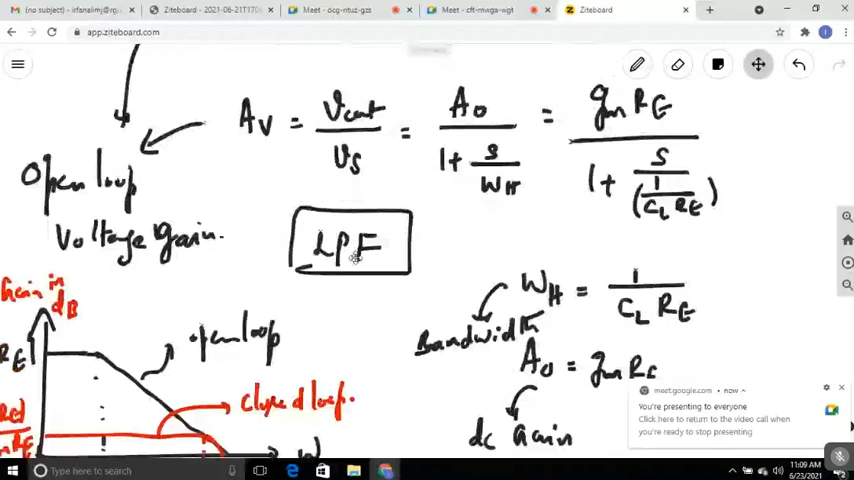 (no subject) - irfanalimj@rg
Ziteboard - 2021-06-21T170
Meet - ocg-ntuz-gzs
Meet - cft-mwga-wgt
Ziteboard
app.ziteboard.com
Av = Vout / Vs = A0 / (1 + s/WH) = gm RE / (1 + s/(1/(CL RE)))
Open loop
Voltage gain.
LPF
Gain in
dB
WH = 1 / (CL RE)
Bandwidth
open loop
RE
A0 = gm RE
closed loop.
RE
dc Gain
W
meet.google.com • now
You're presenting to everyone
Click here to return to the video call when
you're ready to stop presenting
Type here to search
11:09 AM
6/23/2021